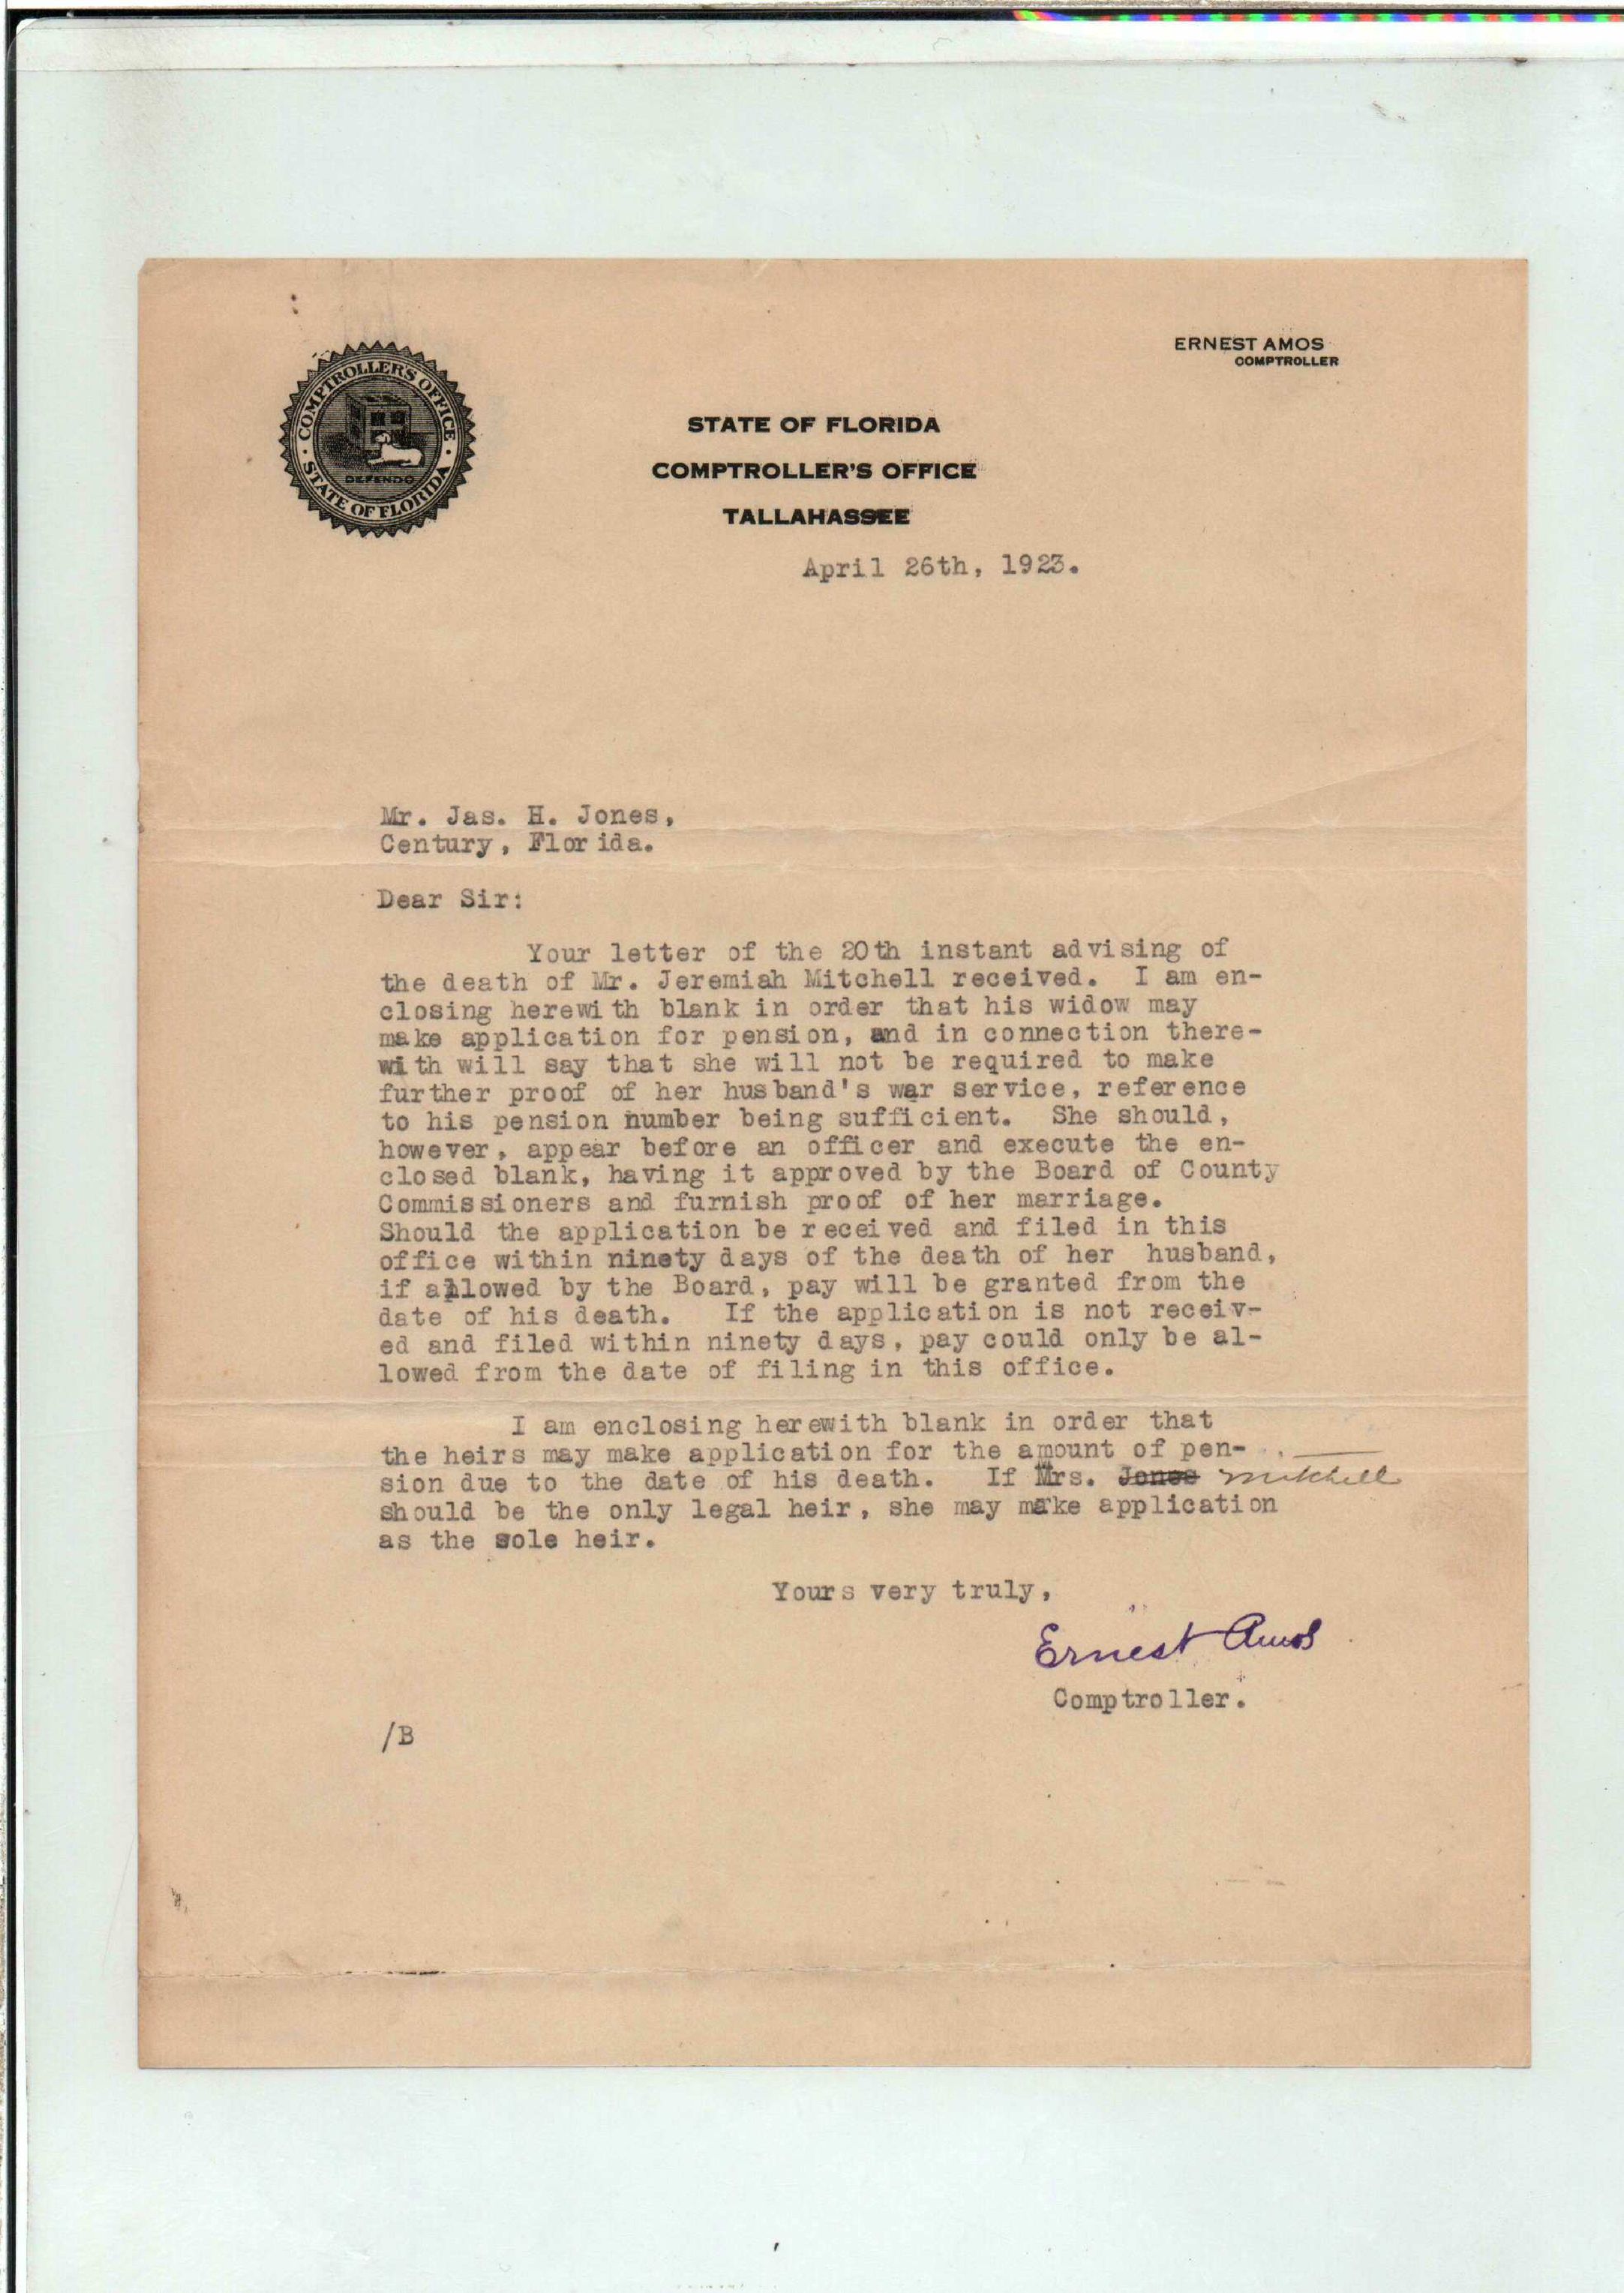 COMPTROLLER'S OFFICE · STATE OF FLORIDA ·
DEFENDO
ERNEST AMOS
COMPTROLLER
STATE OF FLORIDA
COMPTROLLER'S OFFICE
TALLAHASSEE
April 26th, 1923.
Mr. Jas. H. Jones,
Century, Florida.
Dear Sir:
Your letter of the 20th instant advising of
the death of Mr. Jeremiah Mitchell received. I am en-
closing herewith blank in order that his widow may
make application for pension, and in connection there-
with will say that she will not be required to make
further proof of her husband's war service, reference
to his pension number being sufficient. She should,
however, appear before an officer and execute the en-
closed blank, having it approved by the Board of County
Commissioners and furnish proof of her marriage.
Should the application be received and filed in this
office within ninety days of the death of her husband,
if allowed by the Board, pay will be granted from the
date of his death. If the application is not receiv-
ed and filed within ninety days, pay could only be al-
lowed from the date of filing in this office.
I am enclosing herewith blank in order that
the heirs may make application for the amount of pen-
sion due to the date of his death. If Mrs. Jones Mitchell
should be the only legal heir, she may make application
as the sole heir.
Yours very truly,
Ernest Amos
Comptroller.
/B